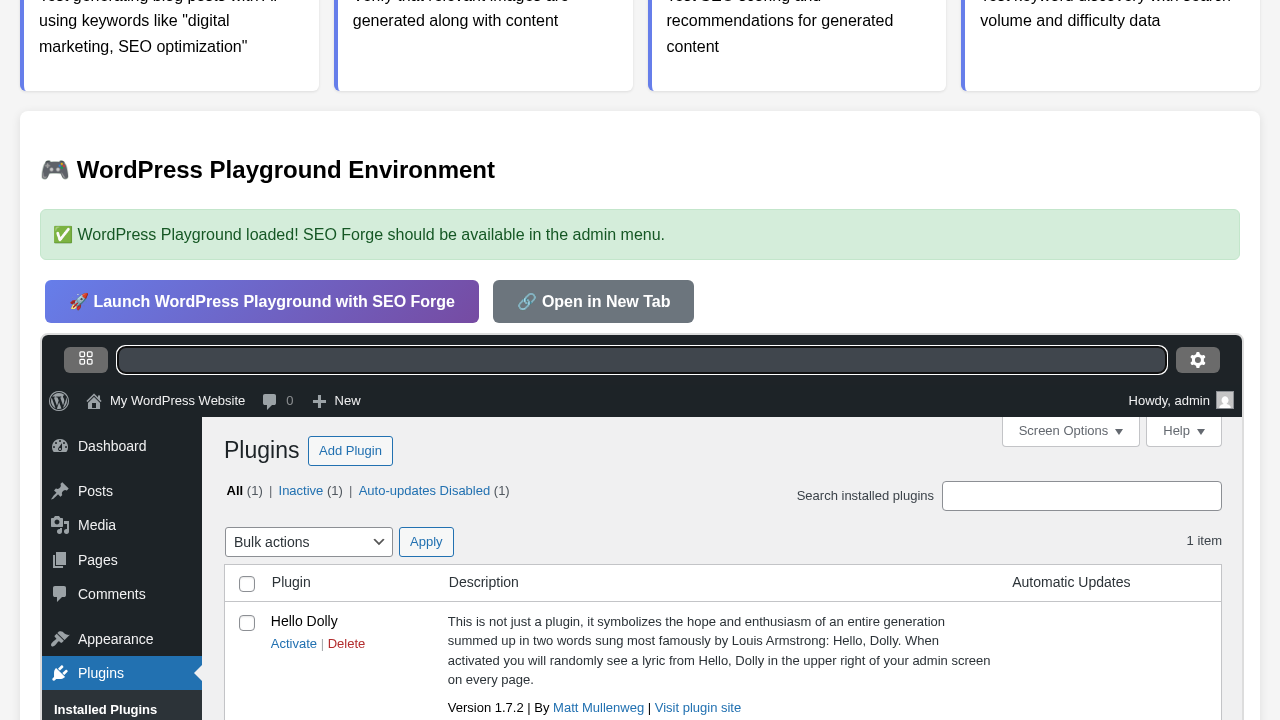 using keywords like "digital
marketing, SEO optimization"
generated along with content
recommendations for generated
content
volume and difficulty data
🎮 WordPress Playground Environment
✅ WordPress Playground loaded! SEO Forge should be available in the admin menu.
🚀 Launch WordPress Playground with SEO Forge
🔗 Open in New Tab
My WordPress Website
0
New
Howdy, admin
Dashboard
Posts
Media
Pages
Comments
Appearance
Plugins
Installed Plugins
Screen Options
Help
Plugins
Add Plugin
All (1) | Inactive (1) | Auto-updates Disabled (1)
Search installed plugins
Bulk actions
Apply
1 item
Plugin
Description
Automatic Updates
Hello Dolly
Activate | Delete
This is not just a plugin, it symbolizes the hope and enthusiasm of an entire generation
summed up in two words sung most famously by Louis Armstrong: Hello, Dolly. When
activated you will randomly see a lyric from Hello, Dolly in the upper right of your admin screen
on every page.
Version 1.7.2 | By Matt Mullenweg | Visit plugin site